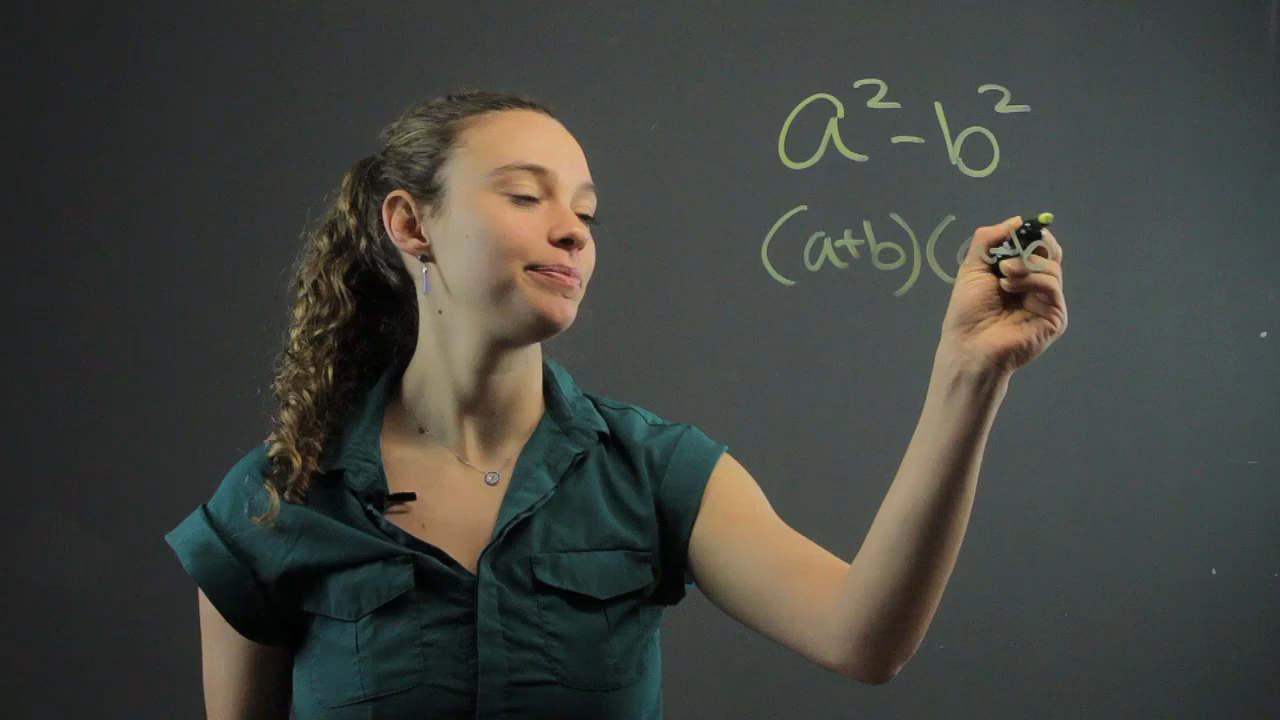 a² - b²
(a+b)(a-b